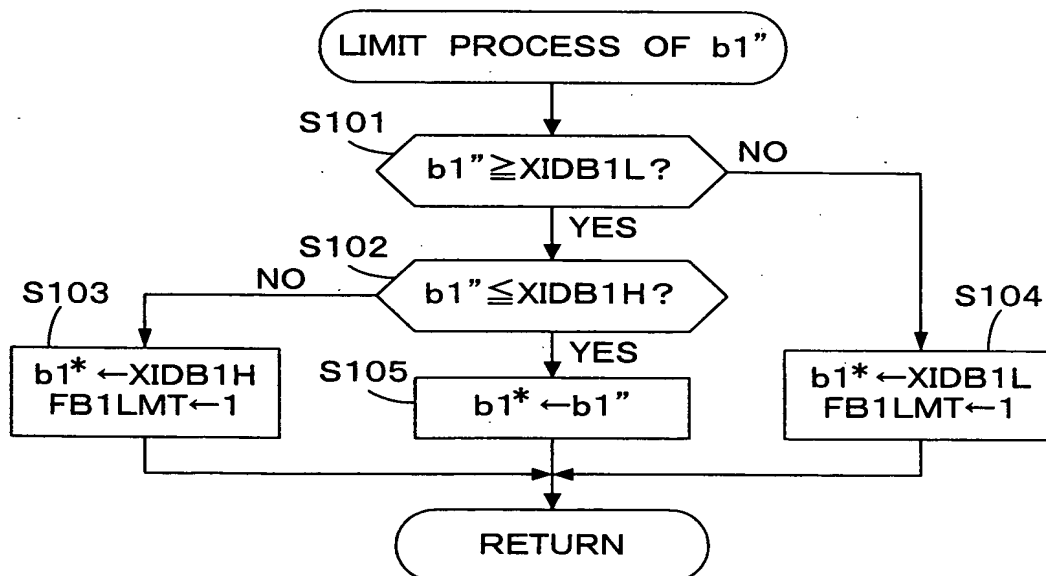 LIMIT PROCESS OF b1”
S101
b1” ≧XIDB1L?
NO
YES
S102
b1” ≦XIDB1H?
NO
YES
S103
b1* ←XIDB1H
FB1LMT←1
S105
b1* ←b1”
S104
b1* ←XIDB1L
FB1LMT←1
RETURN